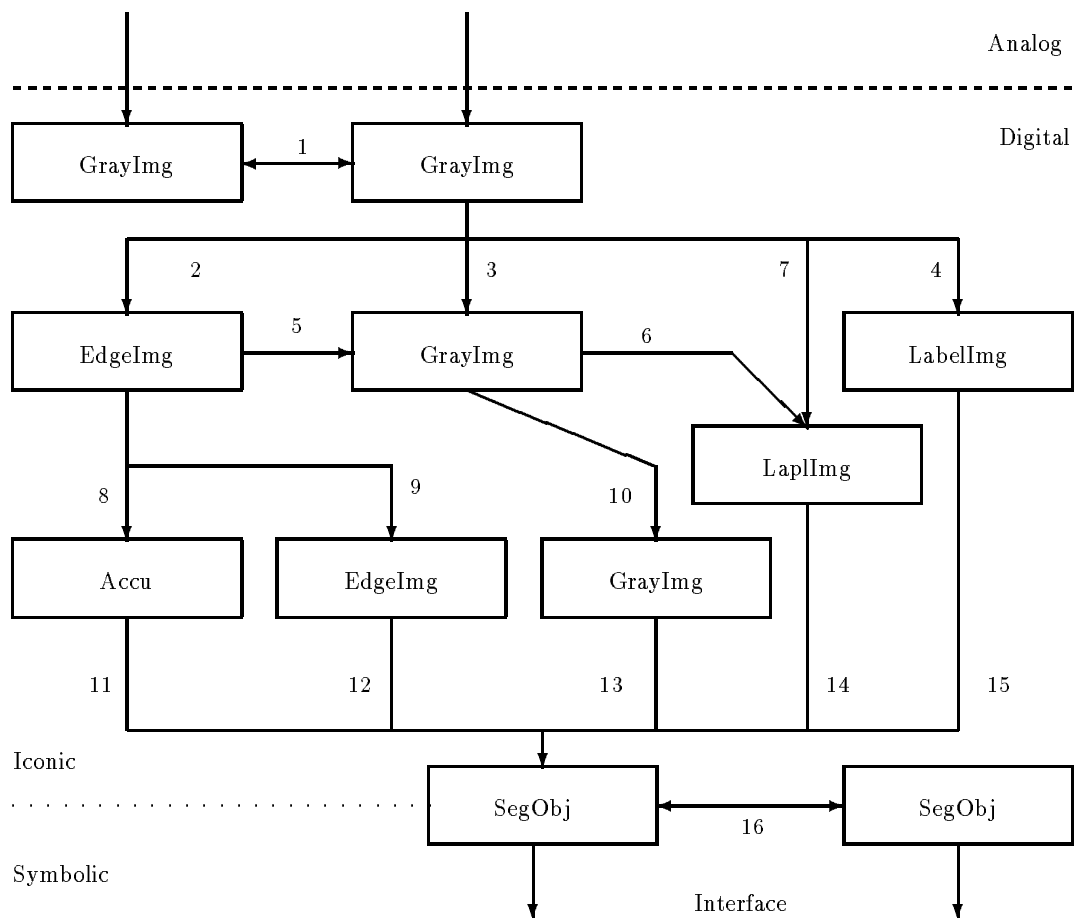 Analog
Digital
GrayImg
1
GrayImg
2
3
7
4
EdgeImg
5
GrayImg
6
LabelImg
LaplImg
8
9
10
Accu
EdgeImg
GrayImg
11
12
13
14
15
Iconic
SegObj
16
SegObj
Symbolic
Interface